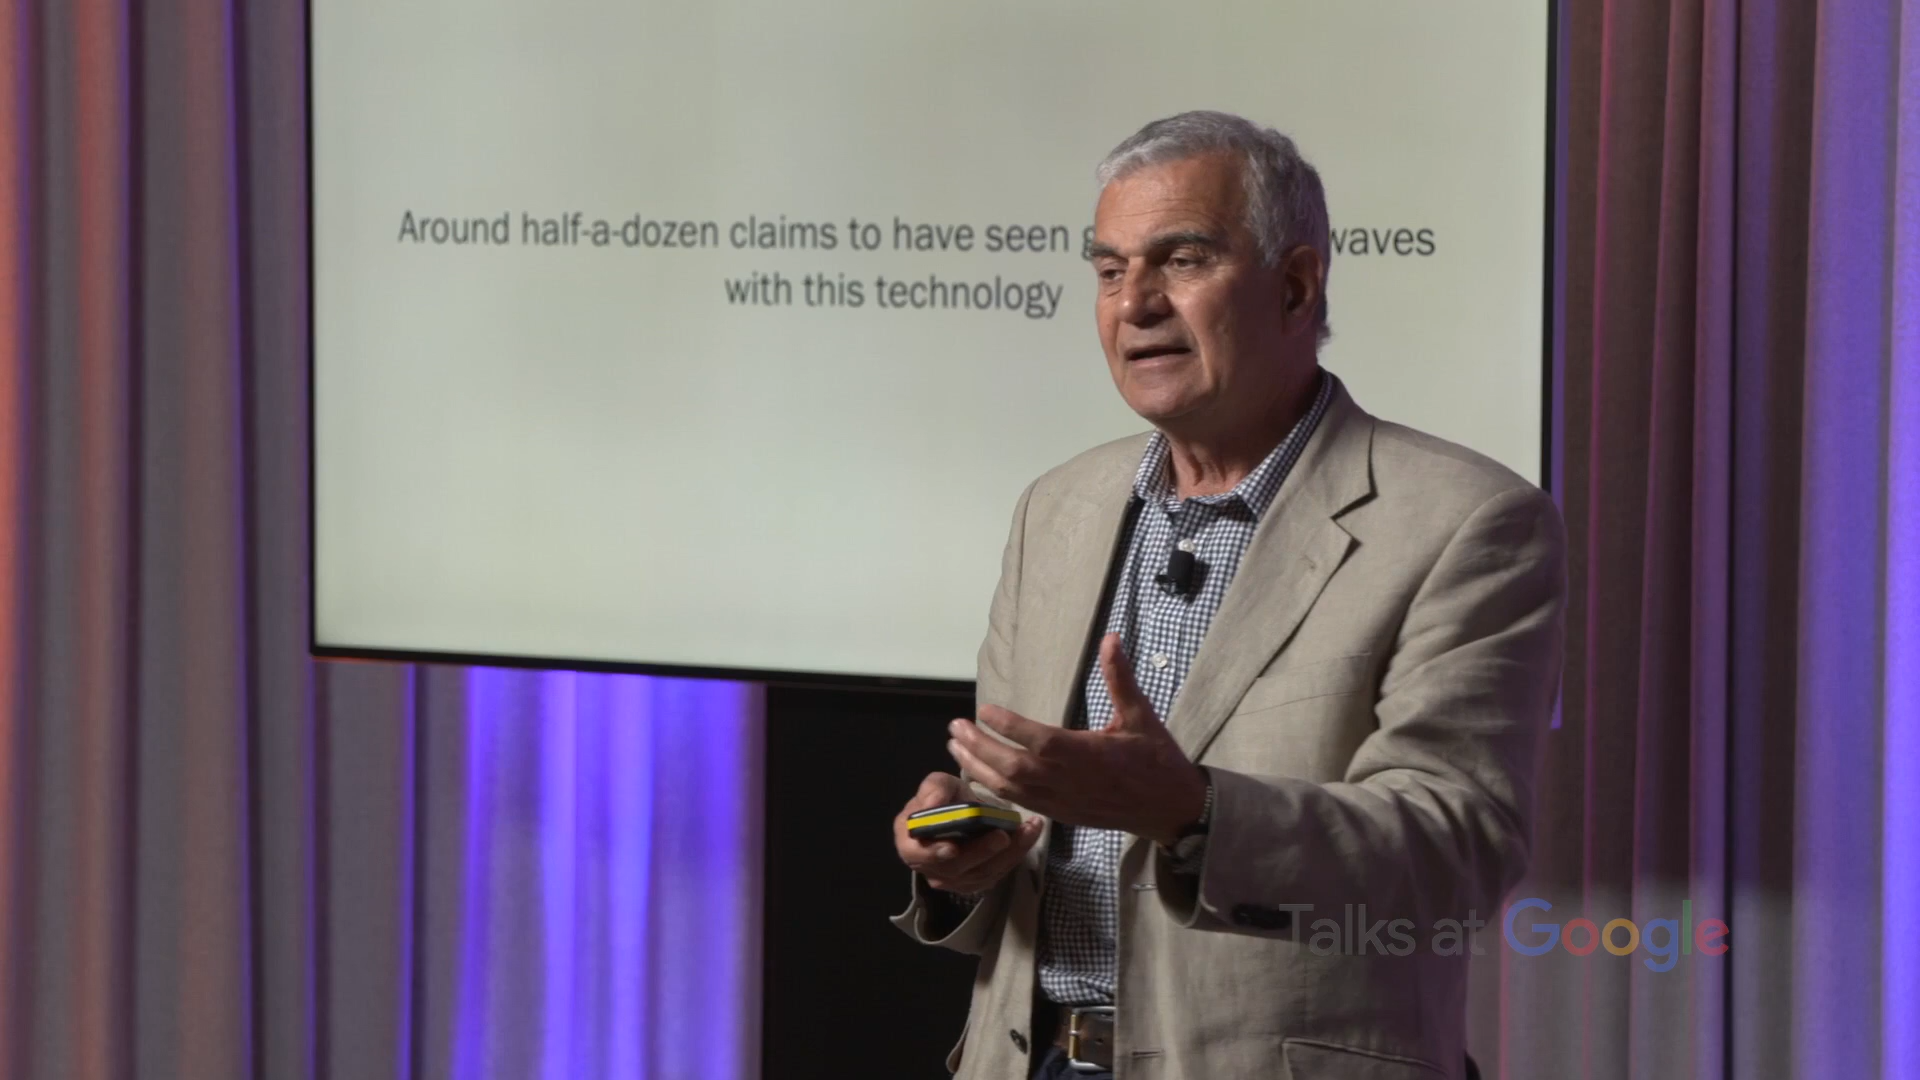 Around half-a-dozen claims to have seen waves
with this technology
Talks at Google